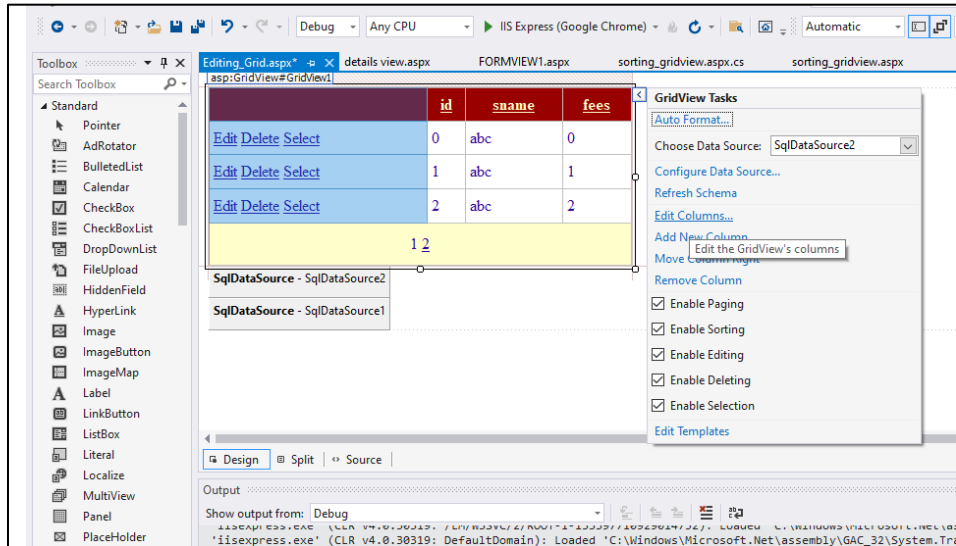 Debug Any CPU IIS Express (Google Chrome) Automatic
Toolbox
Search Toolbox
Standard
Pointer
AdRotator
BulletedList
Calendar
CheckBox
CheckBoxList
DropDownList
FileUpload
HiddenField
HyperLink
Image
ImageButton
ImageMap
Label
LinkButton
ListBox
Literal
Localize
MultiView
Panel
PlaceHolder
Editing_Grid.aspx* details view.aspx FORMVIEW1.aspx sorting_gridview.aspx.cs sorting_gridview.aspx
asp:GridView#GridView1
id sname fees
Edit Delete Select 0 abc 0
Edit Delete Select 1 abc 1
Edit Delete Select 2 abc 2
1 2
SqlDataSource - SqlDataSource2
SqlDataSource - SqlDataSource1
GridView Tasks
Auto Format...
Choose Data Source: SqlDataSource2
Configure Data Source...
Refresh Schema
Edit Columns...
Add New Column
Edit the GridView's columns
Move Column Right
Remove Column
Enable Paging
Enable Sorting
Enable Editing
Enable Deleting
Enable Selection
Edit Templates
Design Split Source
Output
Show output from: Debug
'iisexpress.exe' (CLR v4.0.30319: DefaultDomain): Loaded 'C:\Windows\Microsoft.Net\assembly\GAC_32\System.Tra